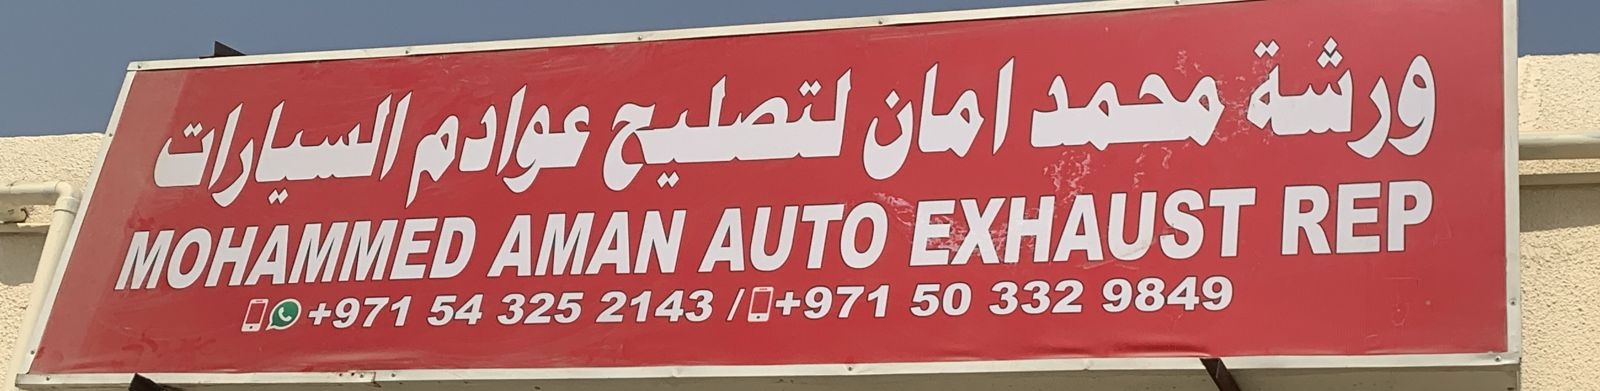 ورشة محمد امان لتصليح عوادم السيارات
MOHAMMED AMAN AUTO EXHAUST REP
+971 54 325 2143 / +971 50 332 9849